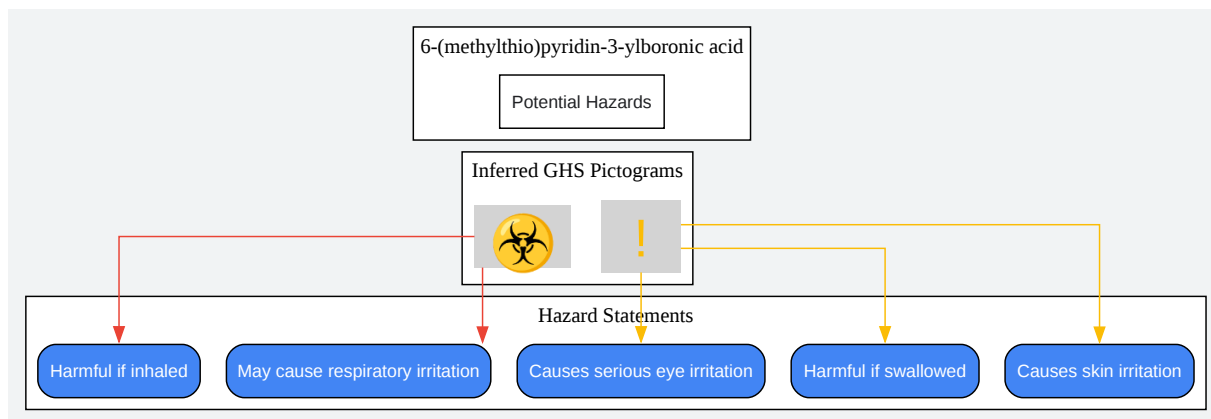 6-(methylthio)pyridin-3-ylboronic acid
Potential Hazards
Inferred GHS Pictograms
☣ !
Hazard Statements
Harmful if inhaled
May cause respiratory irritation
Causes serious eye irritation
Harmful if swallowed
Causes skin irritation